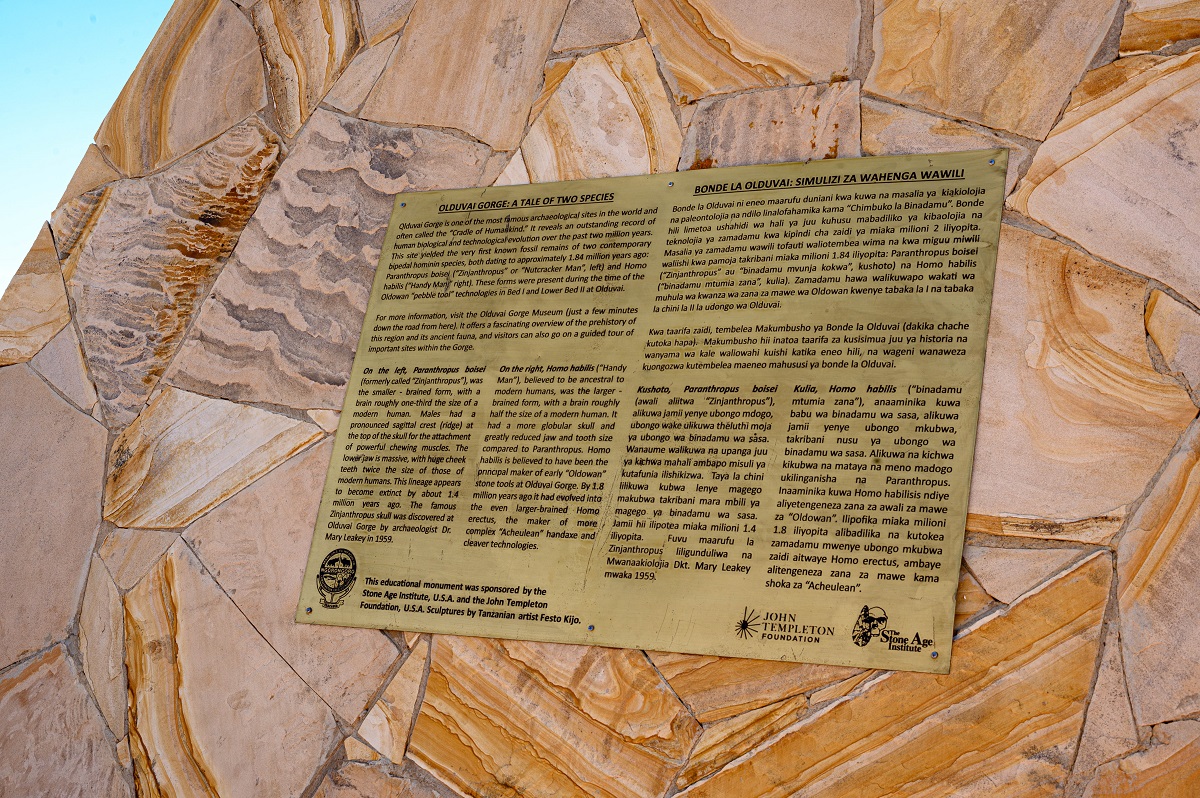 OLDUVAI GORGE: A TALE OF TWO SPECIES
Olduvai Gorge is one of the most famous archaeological sites in the world and
often called the "Cradle of Humankind." It reveals an outstanding record of
human biological and technological evolution over the past two million years.
This site yielded the very first known fossil remains of two contemporary
bipedal hominin species, both dating to approximately 1.84 million years ago:
Paranthropus boisei ("Zinjanthropus" or "Nutcracker Man", left) and Homo
habilis ("Handy Man" right). These forms were present during the time of the
Oldowan "pebble tool" technologies in Bed I and Lower Bed II at Olduvai.
For more information, visit the Olduvai Gorge Museum (just a few minutes
down the road from here). It offers a fascinating overview of the prehistory of
this region and its ancient fauna, and visitors can also go on a guided tour of
important sites within the Gorge.
On the left, Paranthropus boisei
(formerly called "Zinjanthropus"), was
the smaller - brained form, with a
brain roughly one-third the size of a
modern human. Males had a
pronounced sagittal crest (ridge) at
the top of the skull for the attachment
of powerful chewing muscles. The
lower jaw is massive, with huge cheek
teeth twice the size of those of
modern humans. This lineage appears
to become extinct by about 1.4
million years ago. The famous
Zinjanthropus skull was discovered at
Olduvai Gorge by archaeologist Dr.
Mary Leakey in 1959.
On the right, Homo habilis ("Handy
Man"), believed to be ancestral to
modern humans, was the larger -
brained form, with a brain roughly
half the size of a modern human. It
had a more globular skull and
greatly reduced jaw and tooth size
compared to Paranthropus. Homo
habilis is believed to have been the
principal maker of early "Oldowan"
stone tools at Olduvai Gorge. By 1.8
million years ago it had evolved into
the even larger-brained Homo
erectus, the maker of more
complex "Acheulean" handaxe and
cleaver technologies.
This educational monument was sponsored by the
Stone Age Institute, U.S.A. and the John Templeton
Foundation, U.S.A. Sculptures by Tanzanian artist Festo Kijo.
BONDE LA OLDUVAI: SIMULIZI ZA WAHENGA WAWILI
Bonde la Olduvai ni eneo maarufu duniani kwa kuwa na masalia ya kiakiolojia
na paleontolojia na ndilo linalofahamika kama "Chimbuko la Binadamu". Bonde
hili limetoa ushahidi wa hali ya juu kuhusu mabadiliko ya kibaolojia na
teknolojia ya zamadamu kwa kipindi cha zaidi ya miaka milioni 2 iliyopita.
Masalia ya zamadamu wawili tofauti waliotembea wima na kwa miguu miwili
waliishi kwa pamoja takribani miaka milioni 1.84 iliyopita: Paranthropus boisei
("Zinjanthropus" au "binadamu mvunja kokwa", kushoto) na Homo habilis
("binadamu mtumia zana", kulia). Zamadamu hawa walikuwapo wakati wa
muhula wa kwanza wa zana za mawe wa Oldowan kwenye tabaka la I na tabaka
la chini la II la udongo wa Olduvai.
Kwa taarifa zaidi, tembelea Makumbusho ya Bonde la Olduvai (dakika chache
kutoka hapa). Makumbusho hii inatoa taarifa za kusisimua juu ya historia na
wanyama wa kale waliowahi kuishi katika eneo hili, na wageni wanaweza
kuongozwa kutembelea maeneo mahususi ya bonde la Olduvai.
Kushoto, Paranthropus boisei
(awali aliitwa "Zinjanthropus"),
alikuwa jamii yenye ubongo mdogo,
ubongo wake ulikuwa theluthi moja
ya ubongo wa binadamu wa sasa.
Wanaume walikuwa na upanga juu
ya kichwa mahali ambapo misuli ya
kutafunia ilishikizwa. Taya la chini
lilikuwa kubwa lenye magego
makubwa takribani mara mbili ya
magego ya binadamu wa sasa.
Jamii hii ilipotea miaka milioni 1.4
iliyopita. Fuvu maarufu la
Zinjanthropus liligunduliwa na
Mwanaakiolojia Dkt. Mary Leakey
mwaka 1959.
Kulia, Homo habilis ("binadamu
mtumia zana"), anaaminika kuwa
babu wa binadamu wa sasa, alikuwa
jamii yenye ubongo mkubwa,
takribani nusu ya ubongo wa
binadamu wa sasa. Alikuwa na kichwa
kikubwa na mataya na meno madogo
ukilinganisha na Paranthropus.
Inaaminika kuwa Homo habilisis ndiye
aliyetengeneza zana za awali za mawe
za "Oldowan". Ilipofika miaka milioni
1.8 iliyopita alibadilika na kutokea
zamadamu mwenye ubongo mkubwa
zaidi aitwaye Homo erectus, ambaye
alitengeneza zana za mawe kama
shoka za "Acheulean".
JOHN
TEMPLETON
FOUNDATION
The
Stone Age
Institute